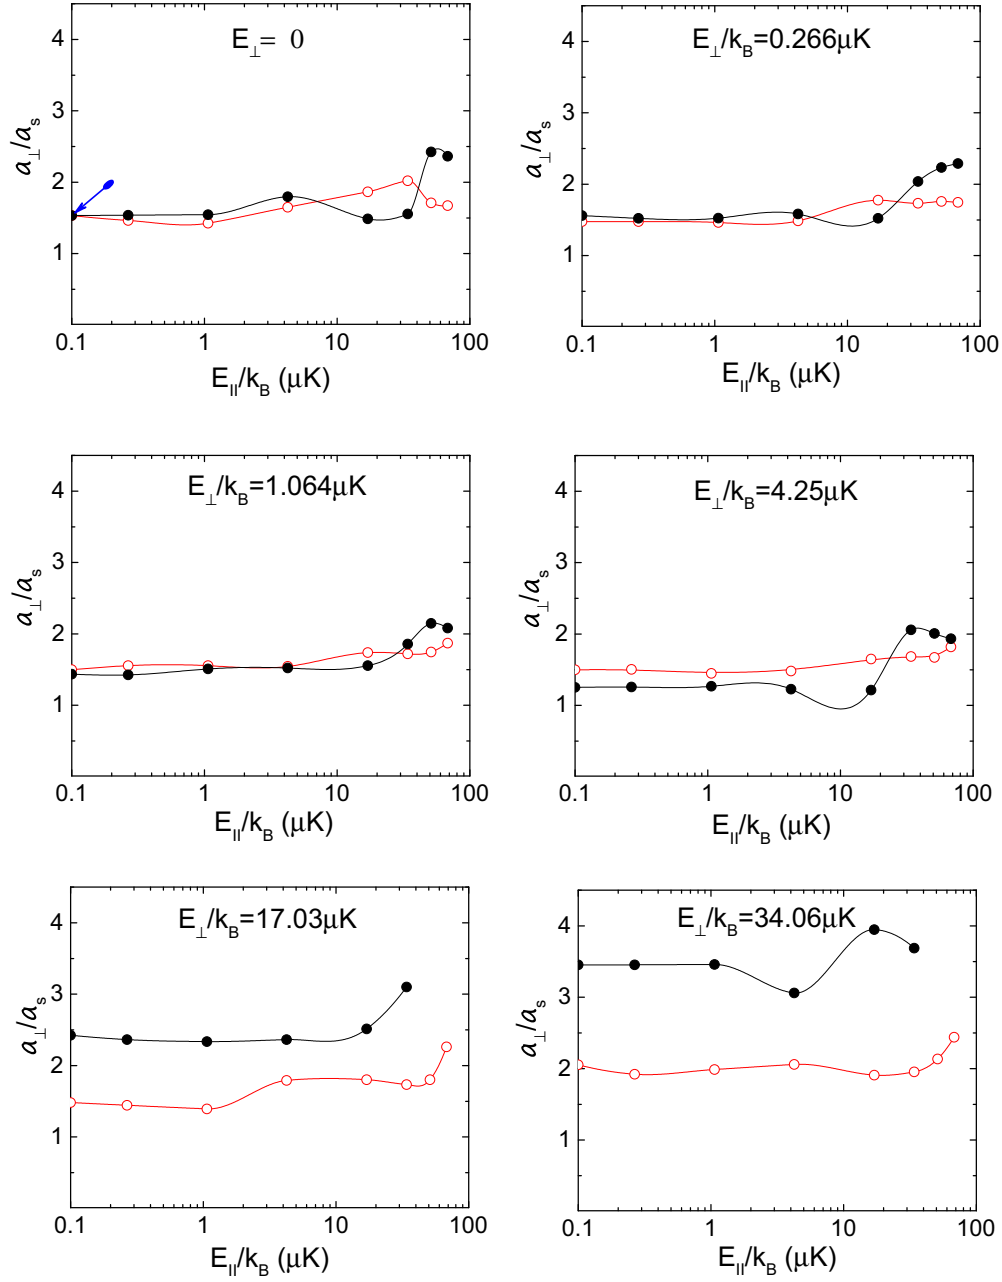 E⊥= 0
a⊥/as
4
3
2
1
0.1 1 10 100
E||/kB (μK)
E⊥/kB=0.266μK
a⊥/as
4
3
2
1
0.1 1 10 100
E||/kB (μK)
E⊥/kB=1.064μK
a⊥/as
4
3
2
1
0.1 1 10 100
E||/kB (μK)
E⊥/kB=4.25μK
a⊥/as
4
3
2
1
0.1 1 10 100
E||/kB (μK)
E⊥/kB=17.03μK
a⊥/as
4
3
2
1
0.1 1 10 100
E||/kB (μK)
E⊥/kB=34.06μK
a⊥/as
4
3
2
1
0.1 1 10 100
E||/kB (μK)